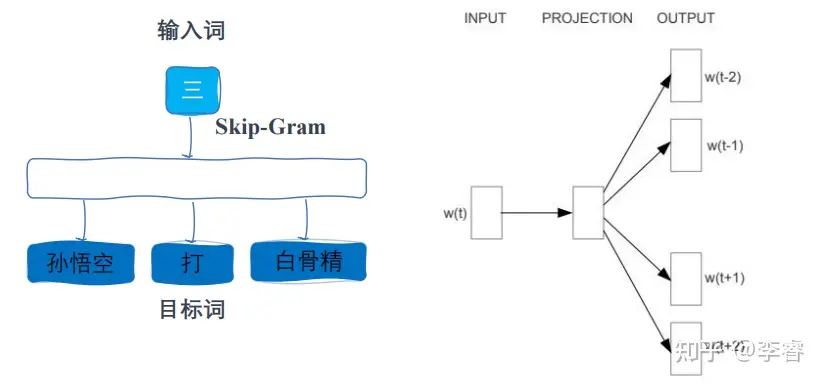 输入词
三
Skip-Gram
孙悟空
打
白骨精
目标词
INPUT
PROJECTION
OUTPUT
w(t-2)
w(t-1)
w(t)
w(t+1)
w(t+2)
知乎 @李睿